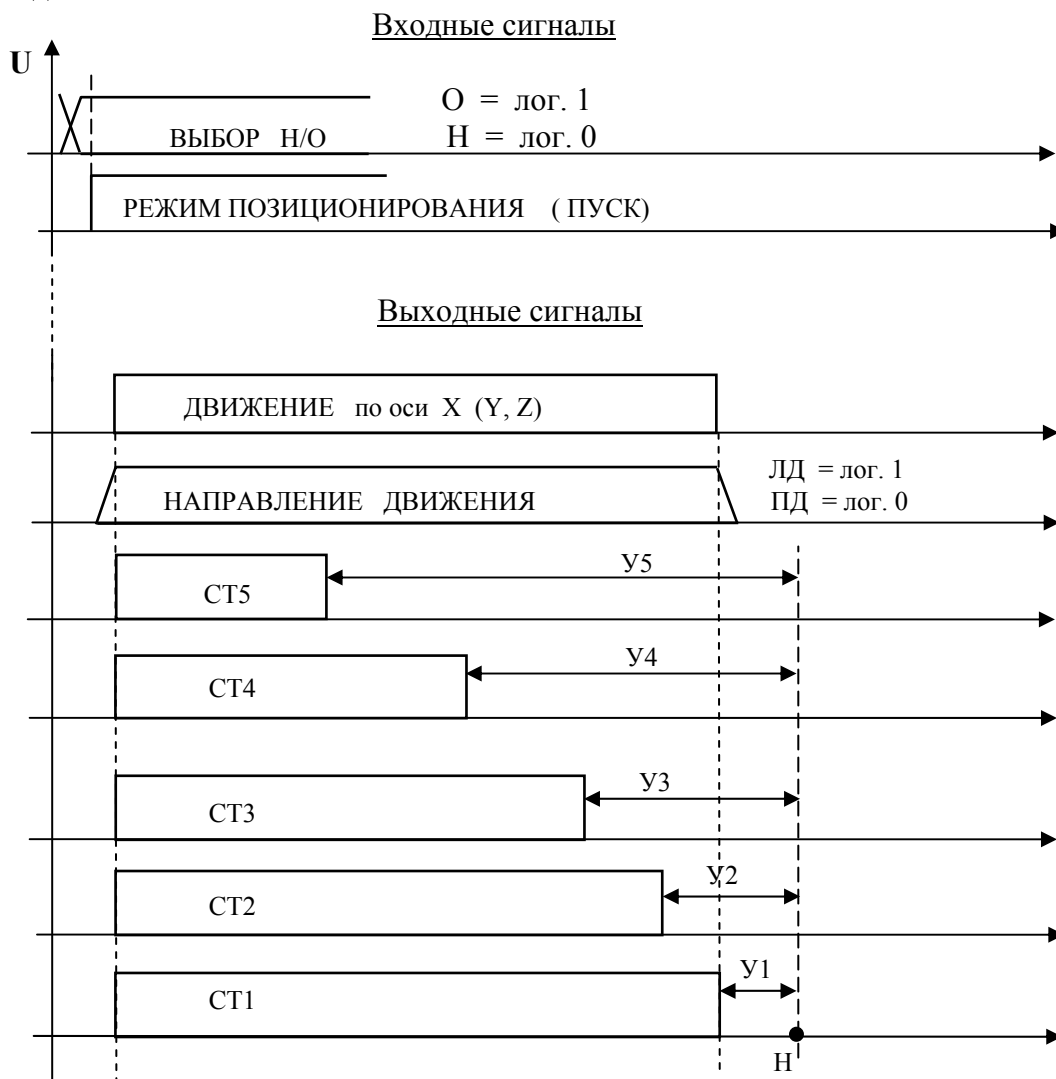 Входные сигналы
U
О = лог. 1
ВЫБОР Н/О
Н = лог. 0
РЕЖИМ ПОЗИЦИОНИРОВАНИЯ ( ПУСК)
Выходные сигналы
ДВИЖЕНИЕ по оси X (Y, Z)
ЛД = лог. 1
НАПРАВЛЕНИЕ ДВИЖЕНИЯ
ПД = лог. 0
У5
СТ5
У4
СТ4
У3
СТ3
У2
СТ2
У1
СТ1
Н